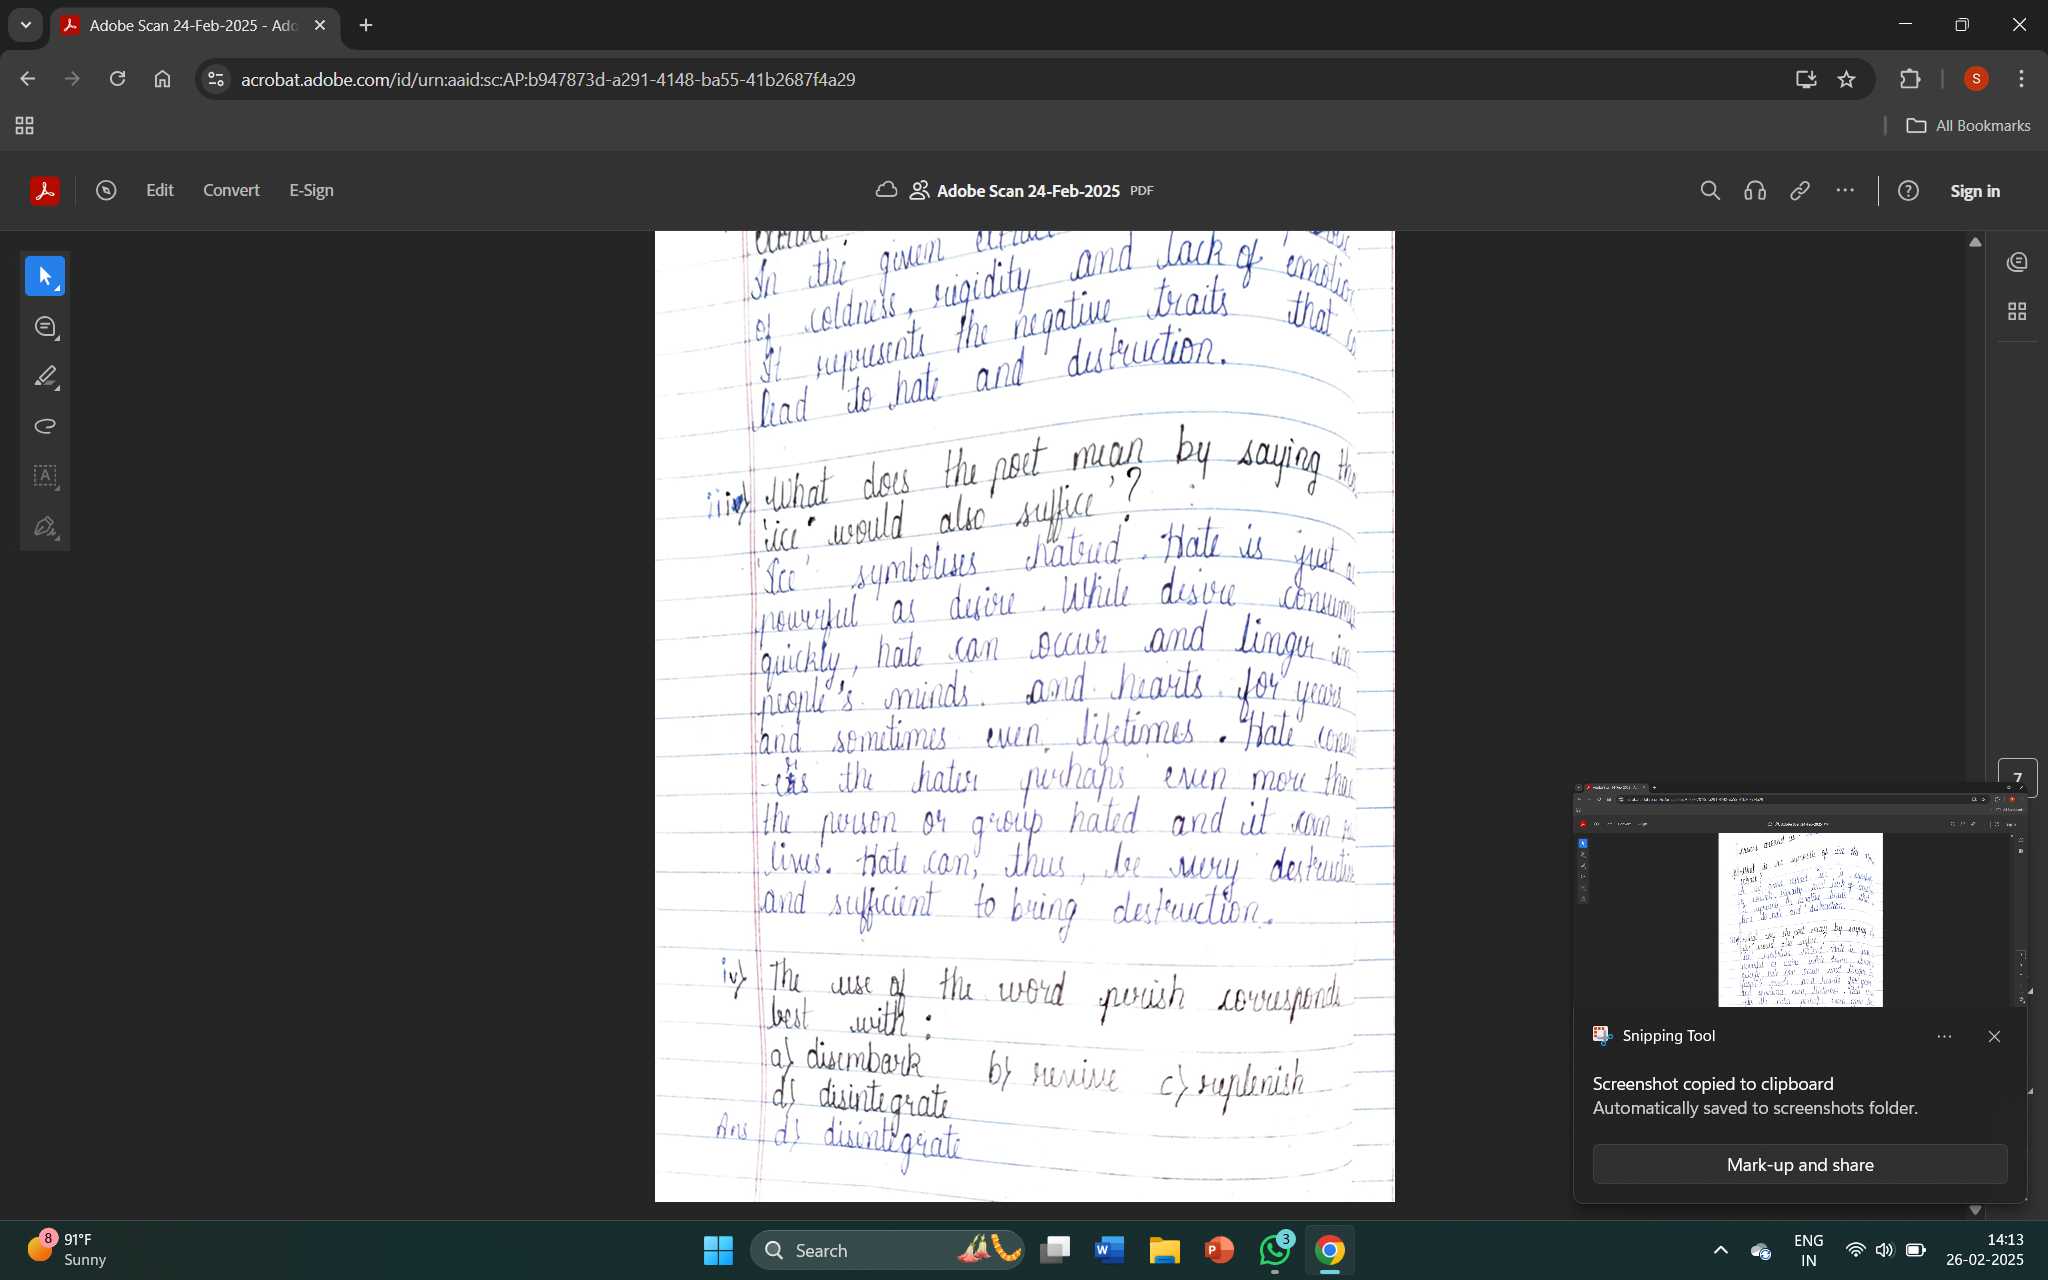 Adobe Scan 24-Feb-2025 - Ado
acrobat.adobe.com/id/urn:aaid:sc:AP:b947873d-a291-4148-ba55-41b2687f4a29
S
All Bookmarks
Edit Convert E-Sign
Adobe Scan 24-Feb-2025 PDF
Sign in
In the given
of coldness, rigidity and lack of emotion
It represents the negative traits that
lead to hate and destruction.
iii) What does the poet mean by saying
'ice' would also suffice'?
'Ice' symbolises hatred. Hate is just
powerful as desire. While desire consum
quickly, hate can occur and linger in
people's minds. and hearts for years
and sometimes even lifetimes. Hate
the hater perhaps even more than
the person or group hated and it can
lives. Hate can, thus, be very destructive
and sufficient to bring destruction.
iv) The use of the word perish corresponds
best with:
a) disembark b) revive c) replenish
d) disintegrate
Ans d) disintegrate
7
Snipping Tool
Screenshot copied to clipboard
Automatically saved to screenshots folder.
Mark-up and share
8
91°F
Sunny
Search
3
ENG
IN
14:13
26-02-2025